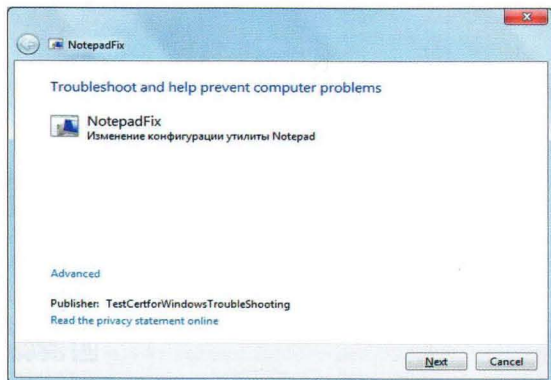 NotepadFix
Troubleshoot and help prevent computer problems
NotepadFix
Изменение конфигурации утилиты Notepad
Advanced
Publisher: TestCertforWindowsTroubleShooting
Read the privacy statement online
Next
Cancel